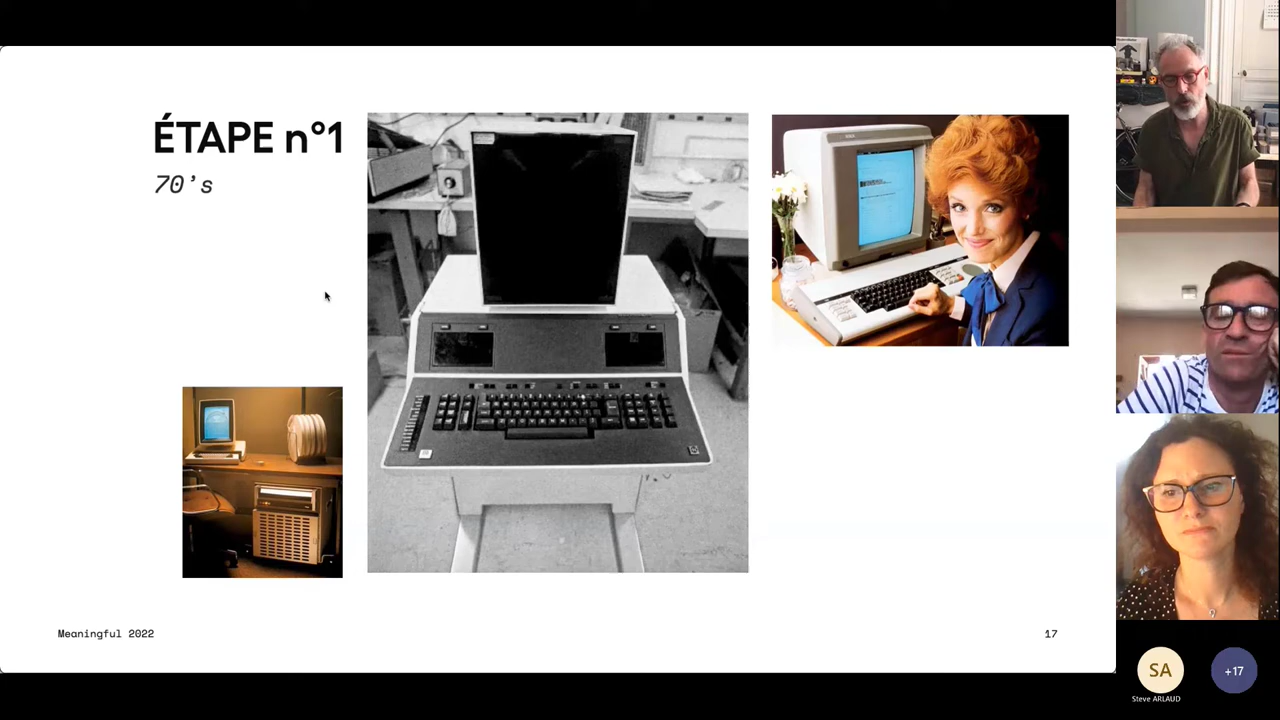 ÉTAPE n°1
70's
Meaningful 2022
17
SA
+17
Steve ARLAUD